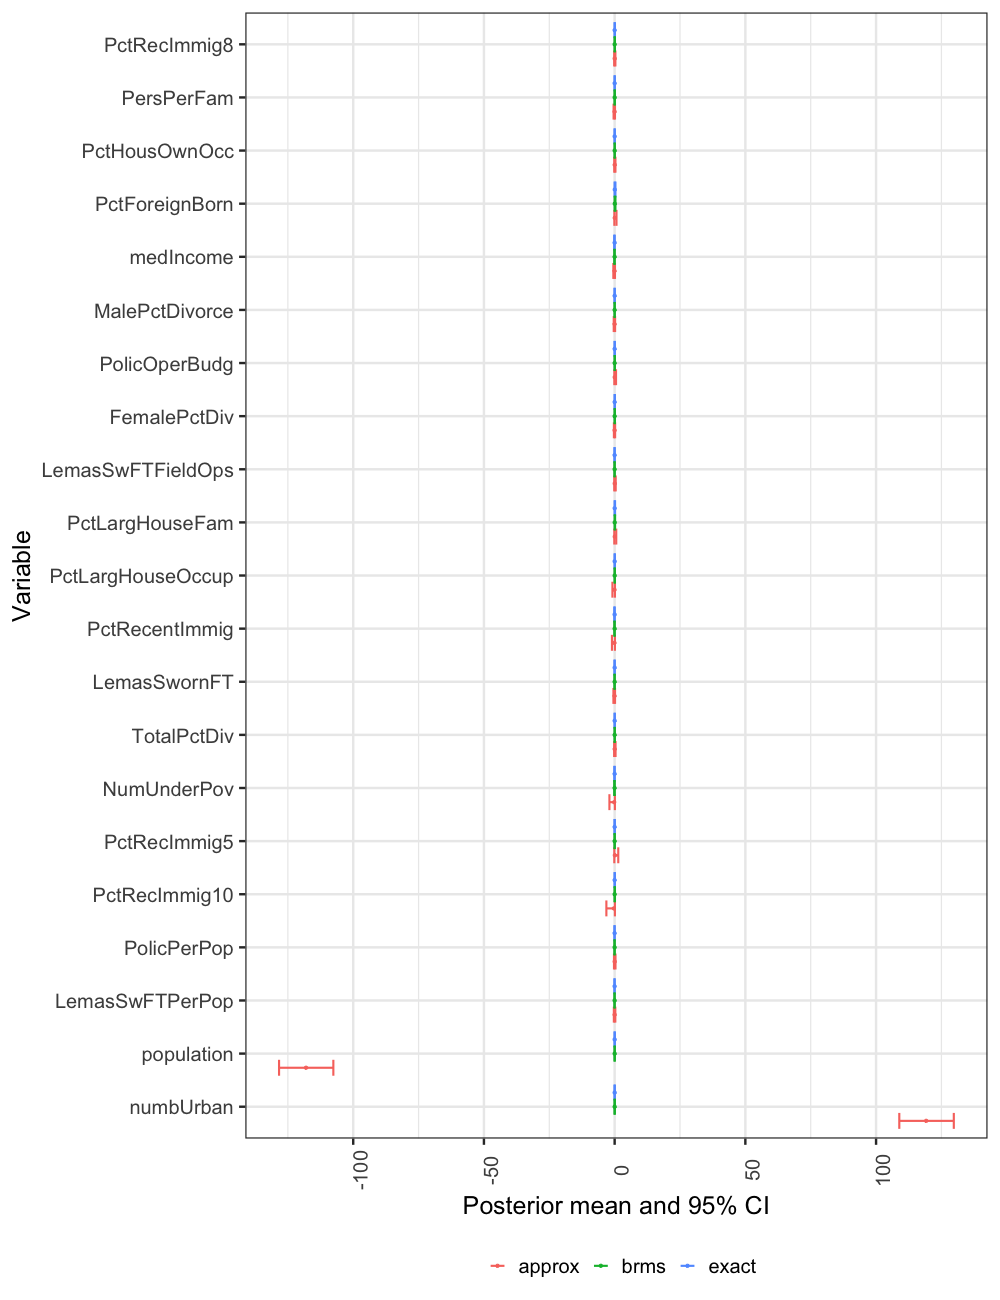 PctRecImmig8
PersPerFam
PctHousOwnOcc
PctForeignBorn
medIncome
MalePctDivorce
PolicOperBudg
FemalePctDiv
LemasSwFTFieldOps
PctLargHouseFam
PctLargHouseOccup
PctRecentImmig
LemasSwornFT
TotalPctDiv
NumUnderPov
PctRecImmig5
PctRecImmig10
PolicPerPop
LemasSwFTPerPop
population
numbUrban
Variable
-100 -50 0 50 100
Posterior mean and 95% CI
approx brms exact